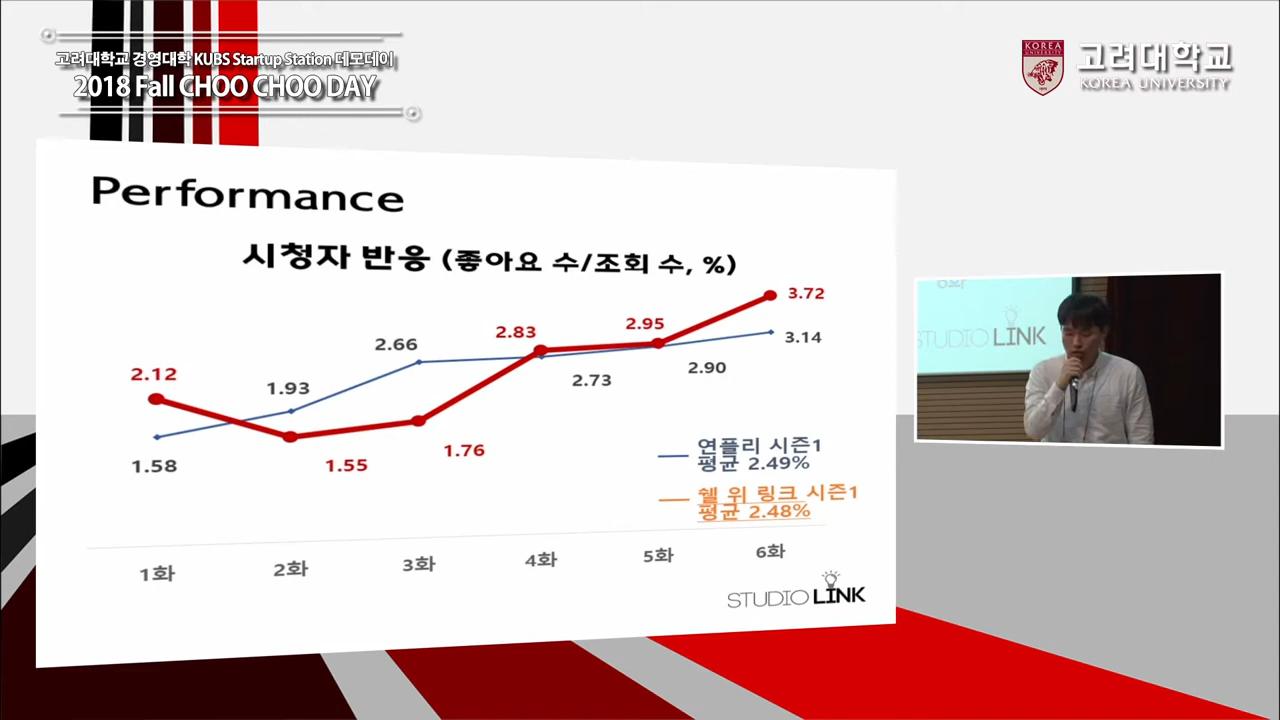 고려대학교 경영대학 KUBS Startup Station 데모데이
2018 Fall CHOO CHOO DAY
KOREA
UNIVERSITY
1905
고려대학교
KOREA UNIVERSITY
Performance
시청자 반응 (좋아요 수/조회 수, %)
2.12
1.93
2.66
2.83
2.95
3.72
3.14
2.90
2.73
1.58
1.55
1.76
연플리 시즌1
평균 2.49%
쉘 위 링크 시즌1
평균 2.48%
1화
2화
3화
4화
5화
6화
STUDIO LINK
STUDIO LINK